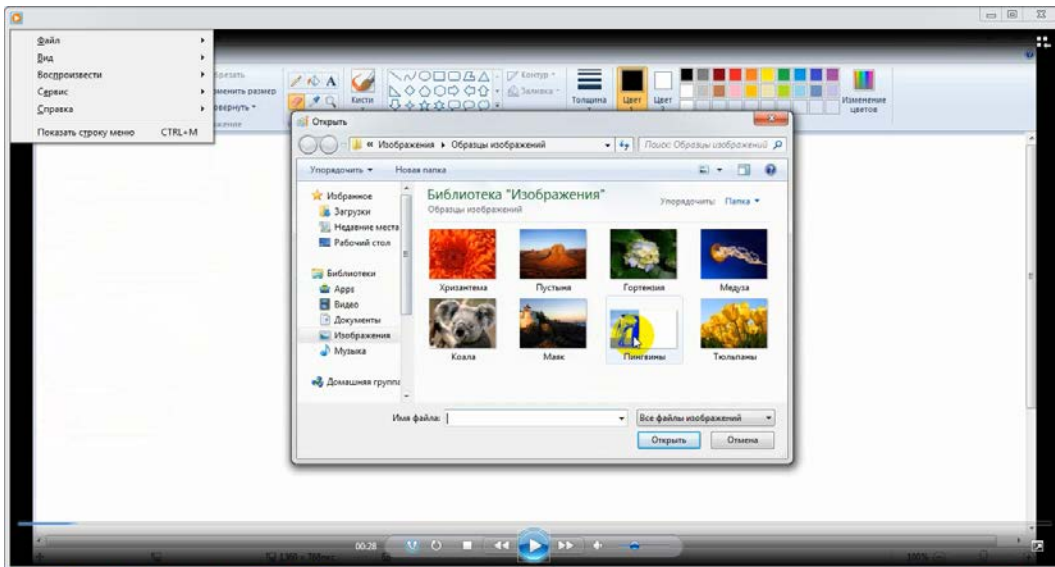 Файл
Вид
Воспроизвести
Сервис
Справка
Показать строку меню CTRL+M
Кисти
Контур
Заливка
Толщина
Цвет
Цвет
Изменение цветов
Открыть
« Изображения Образцы изображений
Поиск: Образцы изображений
Упорядочить
Новая папка
Избранное
Загрузки
Недавние места
Рабочий стол
Библиотеки
Apps
Видео
Документы
Изображения
Музыка
Домашняя группа
Библиотека "Изображения"
Образцы изображений
Упорядочить: Папка
Хризантема
Пустыня
Гортензия
Медуза
Коала
Маяк
Пингвины
Тюльпаны
Имя файла:
Все файлы изображений
Открыть
Отмена
00:28
100%